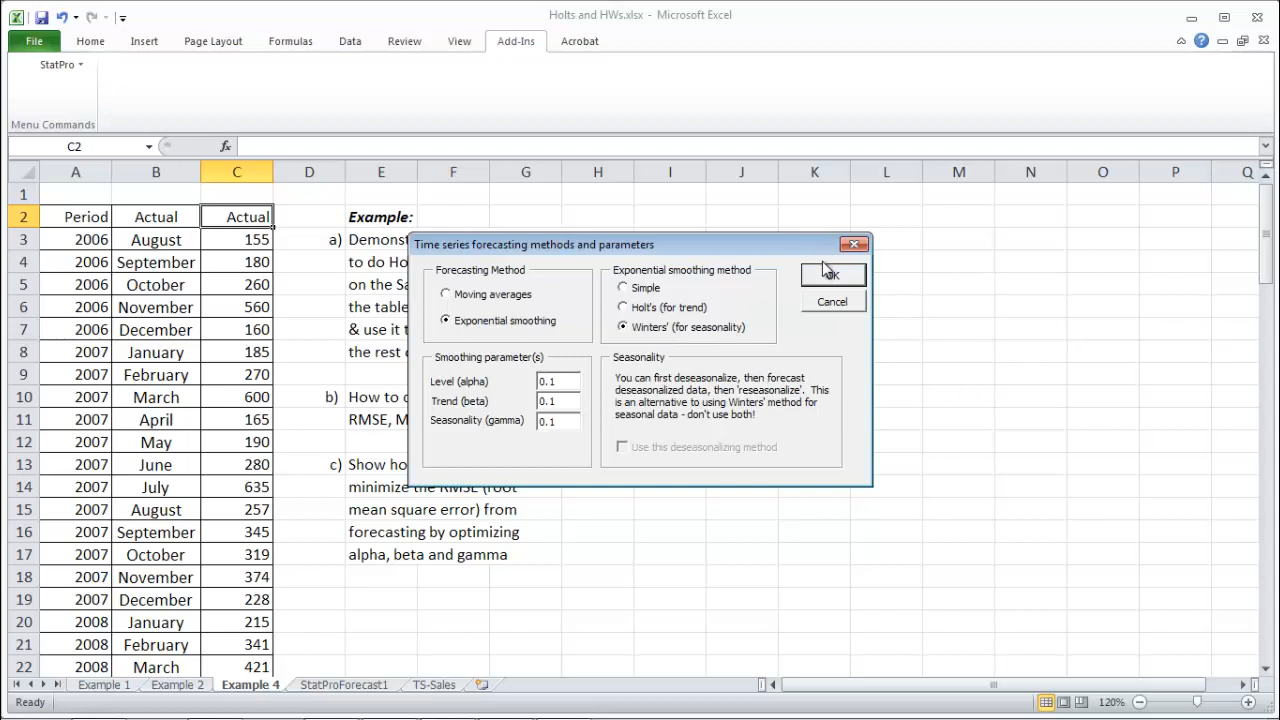 Holts and HWs.xlsx - Microsoft Excel
File Home Insert Page Layout Formulas Data Review View Add-Ins Acrobat
StatPro
Menu Commands
C2 fx
A B C D E F G H I J K L M N O P Q
1
2 Period Actual Actual Example:
3 2006 August 155 a) Demonst
4 2006 September 180 to do Ho
5 2006 October 260 on the Sa
6 2006 November 560 the table
7 2006 December 160 & use it t
8 2007 January 185 the rest
9 2007 February 270
10 2007 March 600 b) How to
11 2007 April 165 RMSE, M
12 2007 May 190
13 2007 June 280 c) Show ho
14 2007 July 635 minimize the RMSE (root
15 2007 August 257 mean square error) from
16 2007 September 345 forecasting by optimizing
17 2007 October 319 alpha, beta and gamma
18 2007 November 374
19 2007 December 228
20 2008 January 215
21 2008 February 341
22 2008 March 421
Time series forecasting methods and parameters
Forecasting Method
Moving averages
Exponential smoothing
Exponential smoothing method
Simple
Holt's (for trend)
Winters' (for seasonality)
OK
Cancel
Smoothing parameter(s)
Level (alpha) 0.1
Trend (beta) 0.1
Seasonality (gamma) 0.1
Seasonality
You can first deseasonalize, then forecast
deseasonalized data, then 'reseasonalize'. This
is an alternative to using Winters' method for
seasonal data - don't use both!
Use this deseasonalizing method
Example 1 Example 2 Example 4 StatProForecast1 TS-Sales
Ready 120%